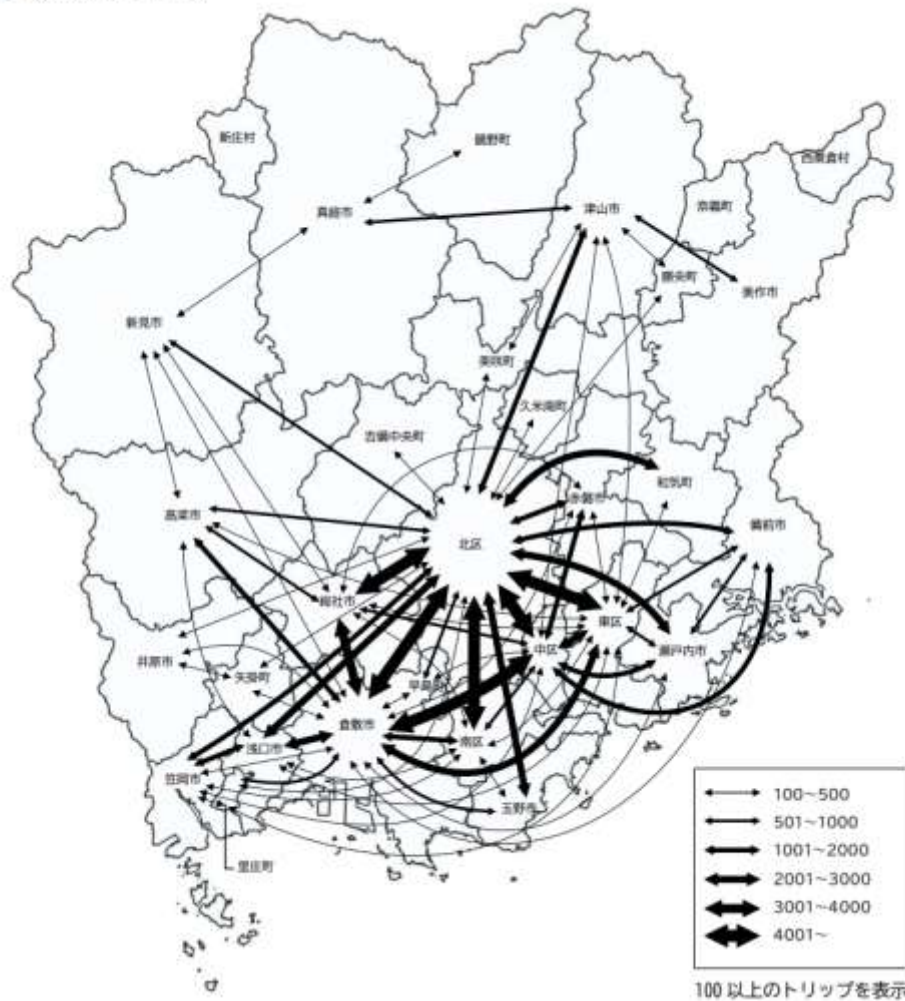 新庄村
鏡野町
西粟倉村
真庭市
津山市
奈義町
勝央町
美作市
新見市
美咲町
久米南町
吉備中央町
高梁市
赤磐市
和気町
備前市
北区
総社市
東区
中区
瀬戸内市
井原市
矢掛町
早島
倉敷市
浅口市
南区
笠岡市
玉野市
里庄町
100～500
501～1000
1001～2000
2001～3000
3001～4000
4001～
100 以上のトリップを表示